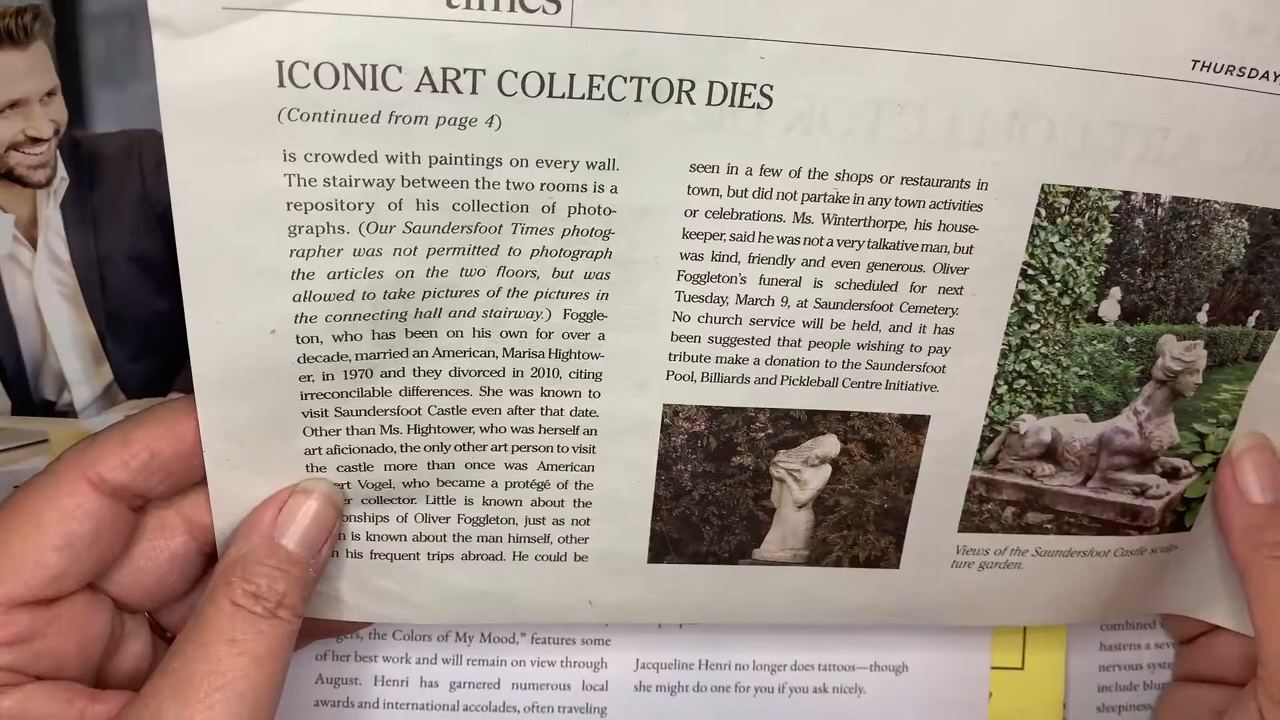 times
THURSDAY
ICONIC ART COLLECTOR DIES
(Continued from page 4)
is crowded with paintings on every wall.
The stairway between the two rooms is a
repository of his collection of photo-
graphs. (Our Saundersfoot Times photog-
rapher was not permitted to photograph
the articles on the two floors, but was
allowed to take pictures of the pictures in
the connecting hall and stairway.) Foggle-
ton, who has been on his own for over a
decade, married an American, Marisa Hightow-
er, in 1970 and they divorced in 2010, citing
irreconcilable differences. She was known to
visit Saundersfoot Castle even after that date.
Other than Ms. Hightower, who was herself an
art aficionado, the only other art person to visit
the castle more than once was American
ert Vogel, who became a protégé of the
er collector. Little is known about the
onships of Oliver Foggleton, just as not
h is known about the man himself, other
n his frequent trips abroad. He could be
seen in a few of the shops or restaurants in
town, but did not partake in any town activities
or celebrations. Ms. Winterthorpe, his house-
keeper, said he was not a very talkative man, but
was kind, friendly and even generous. Oliver
Foggleton's funeral is scheduled for next
Tuesday, March 9, at Saundersfoot Cemetery.
No church service will be held, and it has
been suggested that people wishing to pay
tribute make a donation to the Saundersfoot
Pool, Billiards and Pickleball Centre Initiative.
Views of the Saundersfoot Castle sculp-
ture garden.
gers, the Colors of My Mood," features some
of her best work and will remain on view through
August. Henri has garnered numerous local
awards and international accolades, often traveling
Jacqueline Henri no longer does tattoos—though
she might do one for you if you ask nicely.
combined
hastens a seve
nervous syste
include blur
sleepiness